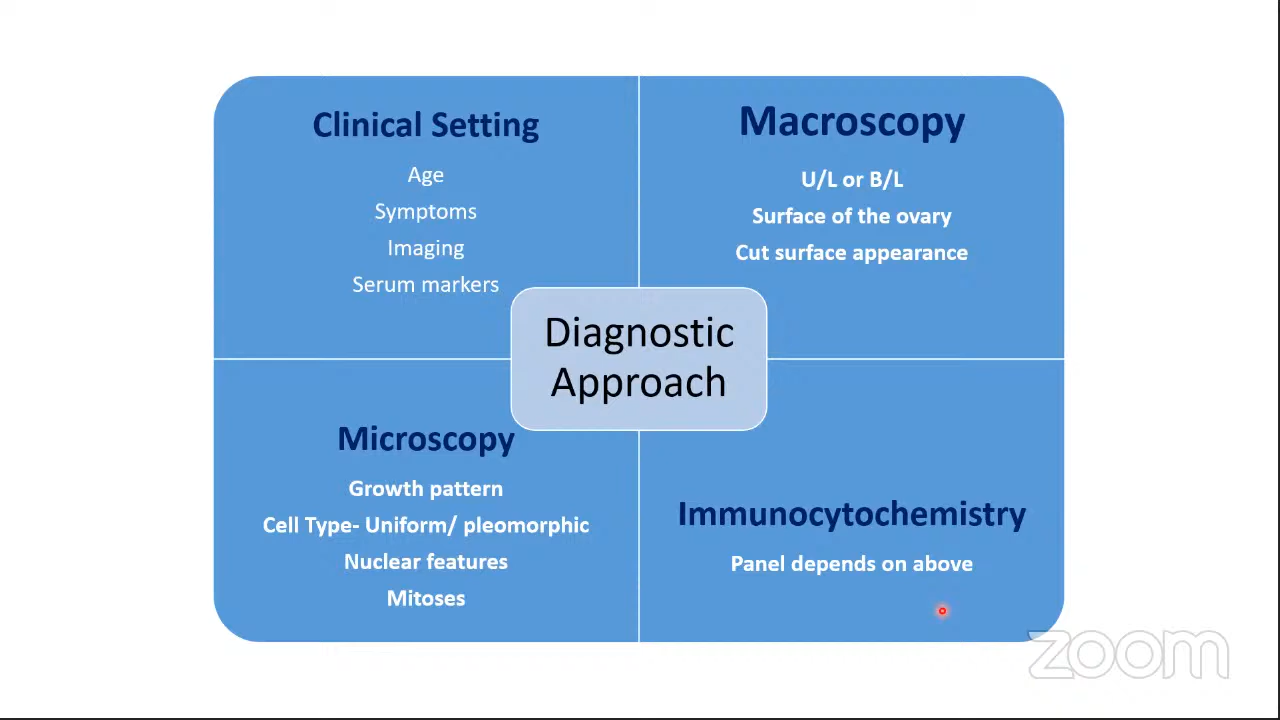 Clinical Setting
Age
Symptoms
Imaging
Serum markers
Macroscopy
U/L or B/L
Surface of the ovary
Cut surface appearance
Diagnostic
Approach
Microscopy
Growth pattern
Cell Type- Uniform/ pleomorphic
Nuclear features
Mitoses
Immunocytochemistry
Panel depends on above
zoom